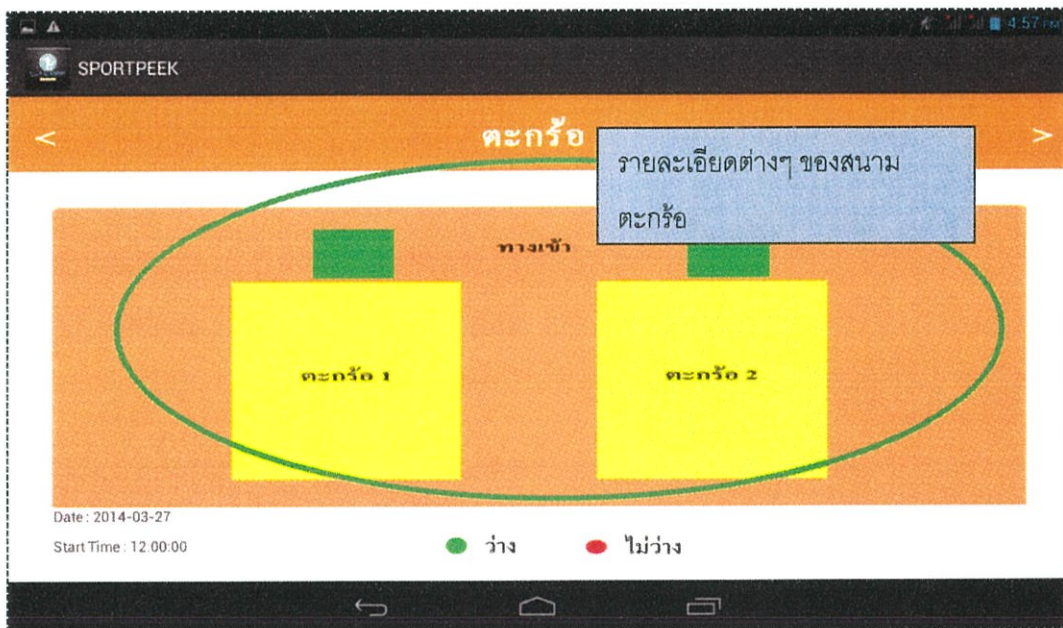 4:57 PM
SPORTPEEK
<
ตะกร้อ
>
รายละเอียดต่างๆ ของสนาม
ตะกร้อ
ทางเข้า
ตะกร้อ 1
ตะกร้อ 2
Date : 2014-03-27
Start Time : 12:00:00
ว่าง
ไม่ว่าง